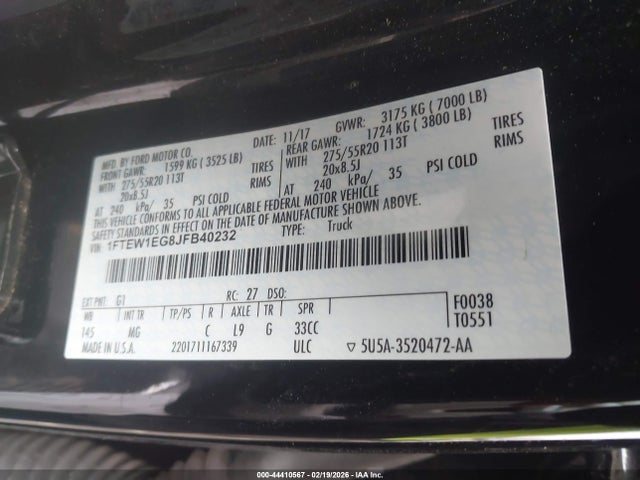 MFD. BY FORD MOTOR CO. DATE: 11/17 GVWR: 3175 KG ( 7000 LB)
FRONT GAWR: 1599 KG ( 3525 LB) REAR GAWR: 1724 KG ( 3800 LB)
WITH 275/55R20 113T TIRES WITH 275/55R20 113T TIRES
20x8.5J RIMS 20x8.5J RIMS
AT 240 kPa/ 35 PSI COLD AT 240 kPa/ 35 PSI COLD
THIS VEHICLE CONFORMS TO ALL APPLICABLE FEDERAL MOTOR VEHICLE
SAFETY STANDARDS IN EFFECT ON THE DATE OF MANUFACTURE SHOWN ABOVE.
VIN: 1FTEW1EG8JFB40232 TYPE: Truck
EXT PNT: G1 RC: 27 DSO: F0038
WB INT TR TP/PS R AXLE TR SPR T0551
145 MG C L9 G 33CC
MADE IN U.S.A. 2201711167339 ULC ▽ 5U5A-3520472-AA
000-44410567 - 02/19/2026 - IAA Inc.